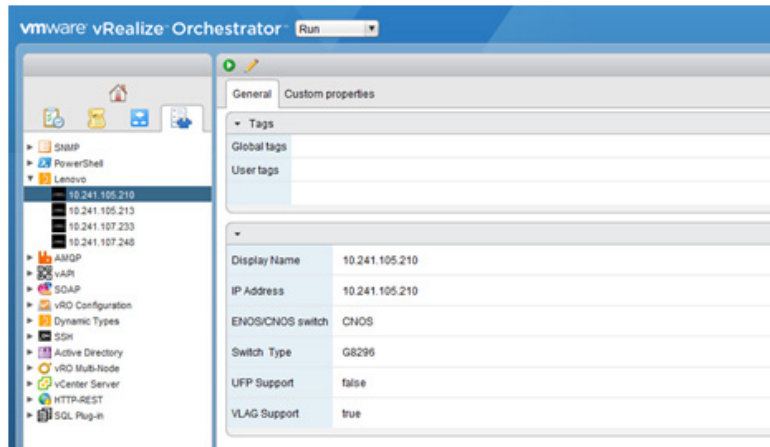 vmware vRealize Orchestrator Run
General Custom properties
Tags
Global tags
User tags
SNMP
PowerShell
Lenovo
10.241.105.210
10.241.105.213
10.241.107.233
10.241.107.248
AMQP
vAPI
SOAP
vRO Configuration
Dynamic Types
SSH
Active Directory
vRO Multi-Node
vCenter Server
HTTP-REST
SQL Plug-in
Display Name 10.241.105.210
IP Address 10.241.105.210
ENOS/CNOS switch CNOS
Switch Type G8296
UFP Support false
VLAG Support true